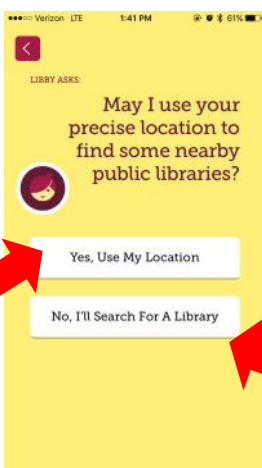 ●●●○○ Verizon LTE 1:41 PM 61%
LIBBY ASKS:
May I use your
precise location to
find some nearby
public libraries?
Yes, Use My Location
No, I'll Search For A Library